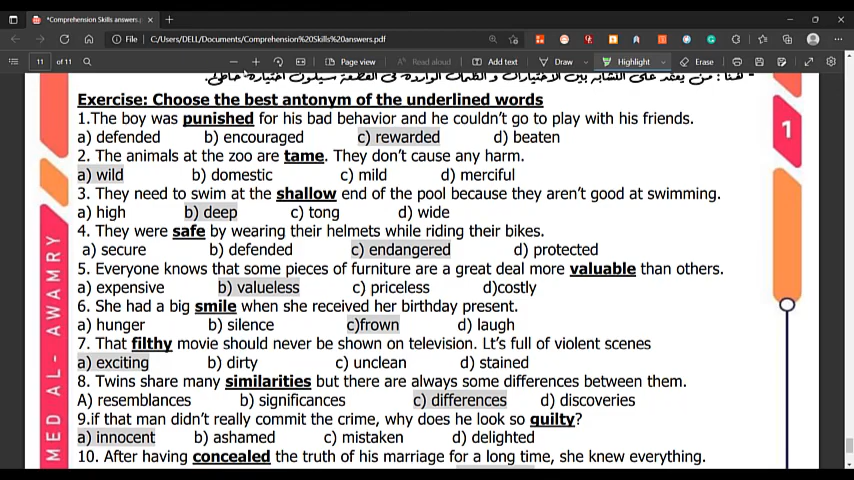 *Comprehension Skills answers.
File C:/Users/DELL/Documents/Comprehension%20Skills%20answers.pdf
11 of 11 Page view Read aloud Add text Draw Highlight Erase
Exercise: Choose the best antonym of the underlined words
1.The boy was punished for his bad behavior and he couldn't go to play with his friends.
a) defended b) encouraged c) rewarded d) beaten
2. The animals at the zoo are tame. They don't cause any harm.
a) wild b) domestic c) mild d) merciful
3. They need to swim at the shallow end of the pool because they aren't good at swimming.
a) high b) deep c) tong d) wide
4. They were safe by wearing their helmets while riding their bikes.
a) secure b) defended c) endangered d) protected
5. Everyone knows that some pieces of furniture are a great deal more valuable than others.
a) expensive b) valueless c) priceless d)costly
6. She had a big smile when she received her birthday present.
a) hunger b) silence c)frown d) laugh
7. That filthy movie should never be shown on television. Lt's full of violent scenes
a) exciting b) dirty c) unclean d) stained
8. Twins share many similarities but there are always some differences between them.
A) resemblances b) significances c) differences d) discoveries
9.if that man didn't really commit the crime, why does he look so guilty?
a) innocent b) ashamed c) mistaken d) delighted
10. After having concealed the truth of his marriage for a long time, she knew everything.
1
MED AL- AWAMRY